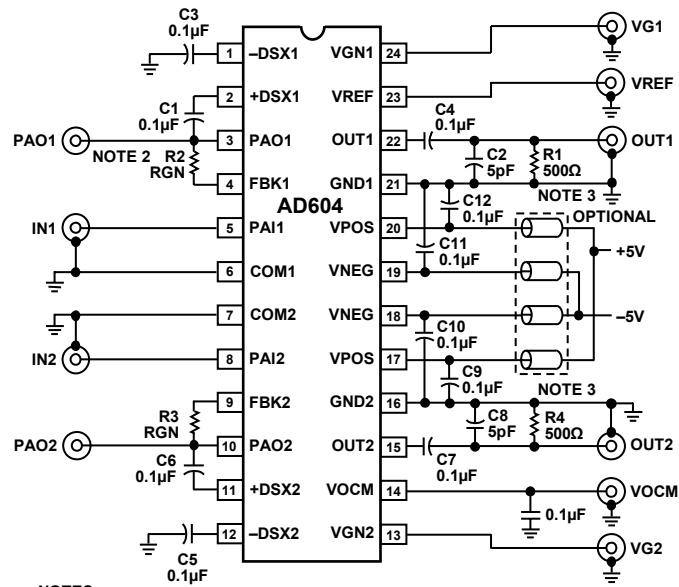 C3
0.1µF
1 –DSX1
VGN1 24
VG1
C1
0.1µF
2 +DSX1
VREF 23
VREF
C4
0.1µF
PAO1
NOTE 2
R2
RGN
3 PAO1
OUT1 22
C2
5pF
R1
500Ω
OUT1
4 FBK1
GND1 21
NOTE 3
AD604
C12
0.1µF
OPTIONAL
IN1
5 PAI1
VPOS 20
+5V
C11
0.1µF
6 COM1
VNEG 19
7 COM2
VNEG 18
–5V
C10
0.1µF
IN2
8 PAI2
VPOS 17
C9
0.1µF
NOTE 3
R3
RGN
9 FBK2
GND2 16
C8
5pF
R4
500Ω
PAO2
10 PAO2
OUT2 15
OUT2
C6
0.1µF
C7
0.1µF
11 +DSX2
VOCM 14
VOCM
0.1µF
12 –DSX2
VGN2 13
C5
0.1µF
VG2